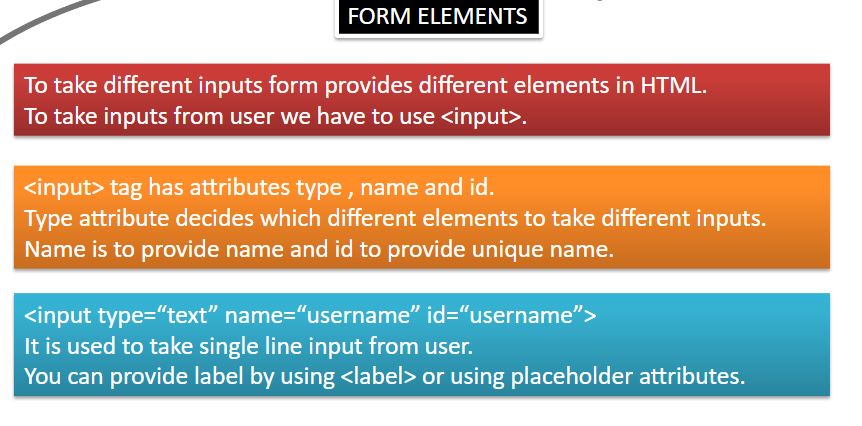 FORM ELEMENTS
To take different inputs form provides different elements in HTML.
To take inputs from user we have to use <input>.
<input> tag has attributes type , name and id.
Type attribute decides which different elements to take different inputs.
Name is to provide name and id to provide unique name.
<input type=“text” name=“username” id=“username”>
It is used to take single line input from user.
You can provide label by using <label> or using placeholder attributes.